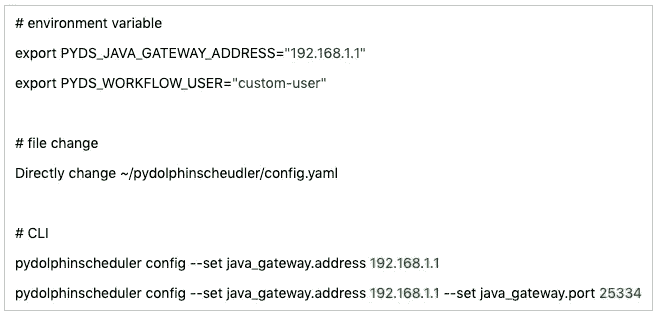 # environment variable
export PYDS_JAVA_GATEWAY_ADDRESS="192.168.1.1"
export PYDS_WORKFLOW_USER="custom-user"
# file change
Directly change ~/pydolphinscheudler/config.yaml
# CLI
pydolphinscheduler config --set java_gateway.address 192.168.1.1
pydolphinscheduler config --set java_gateway.address 192.168.1.1 --set java_gateway.port 25334